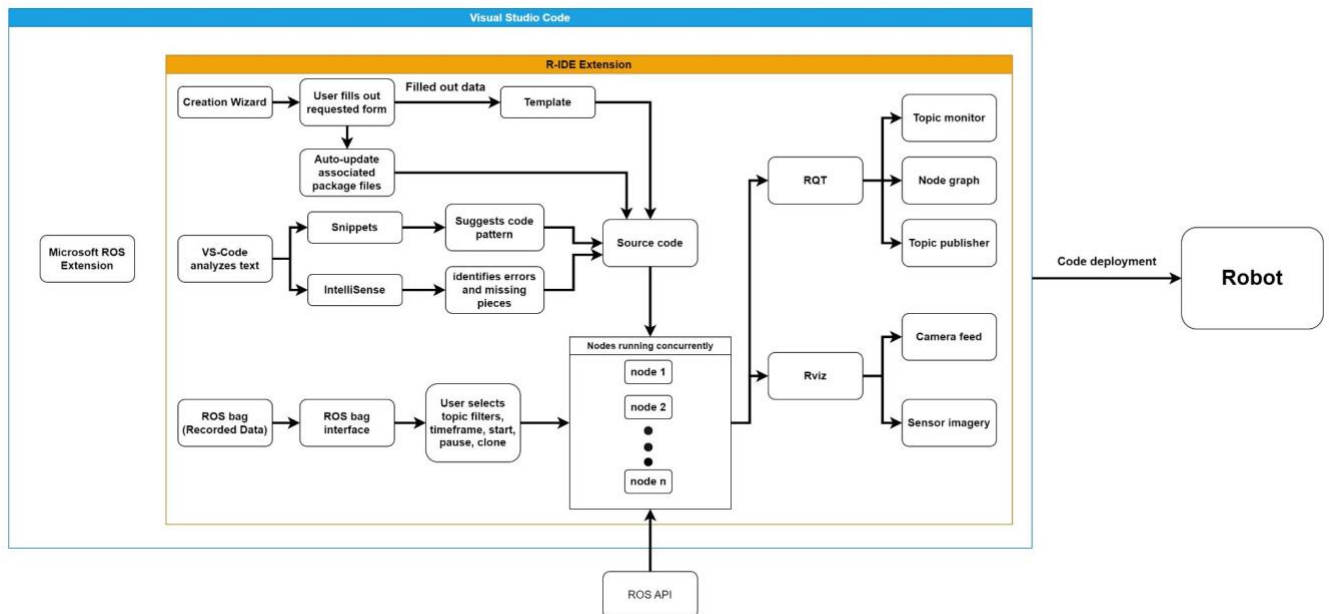 Visual Studio Code
R-IDE Extension
Creation Wizard
User fills out
requested form
Filled out data
Template
Auto-update
associated
package files
Microsoft ROS
Extension
VS-Code
analyzes text
Snippets
Suggests code
pattern
IntelliSense
identifies errors
and missing
pieces
Source code
ROS bag
(Recorded Data)
ROS bag
interface
User selects
topic filters,
timeframe, start,
pause, clone
Nodes running concurrently
node 1
node 2
node n
RQT
Topic monitor
Node graph
Topic publisher
Rviz
Camera feed
Sensor imagery
Code deployment
Robot
ROS API